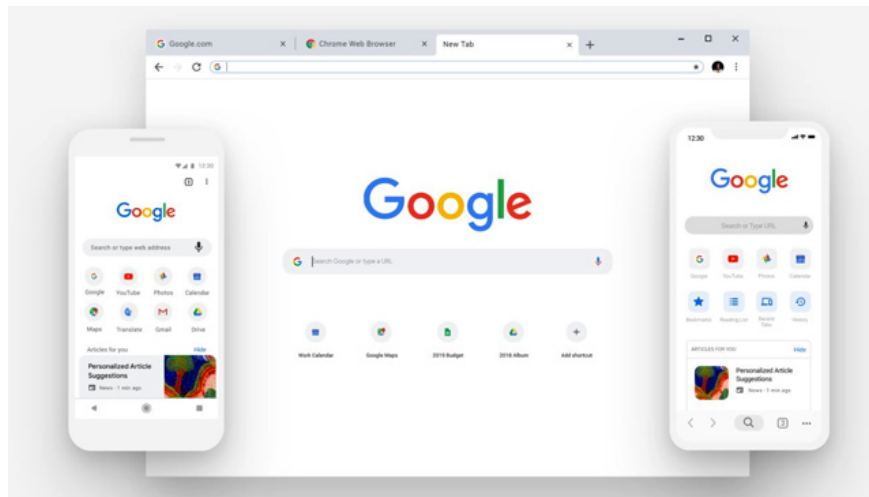 Google.com
Chrome Web Browser
New Tab
Google
Search Google or type a URL
Work Calendar
Google Maps
2019 Budget
2018 Album
Add shortcut
12:30
Google
Search or type web address
Google YouTube Photos Calendar
Maps Translate Gmail Drive
Articles for you Hide
Personalized Article
Suggestions
News · 1 min ago
12:30
Google
Search or Type URL
Google YouTube Photos Calendar
Bookmarks Reading List Recent Tabs History
ARTICLES FOR YOU Hide
Personalized Article
Suggestions
News · 1 min ago
3